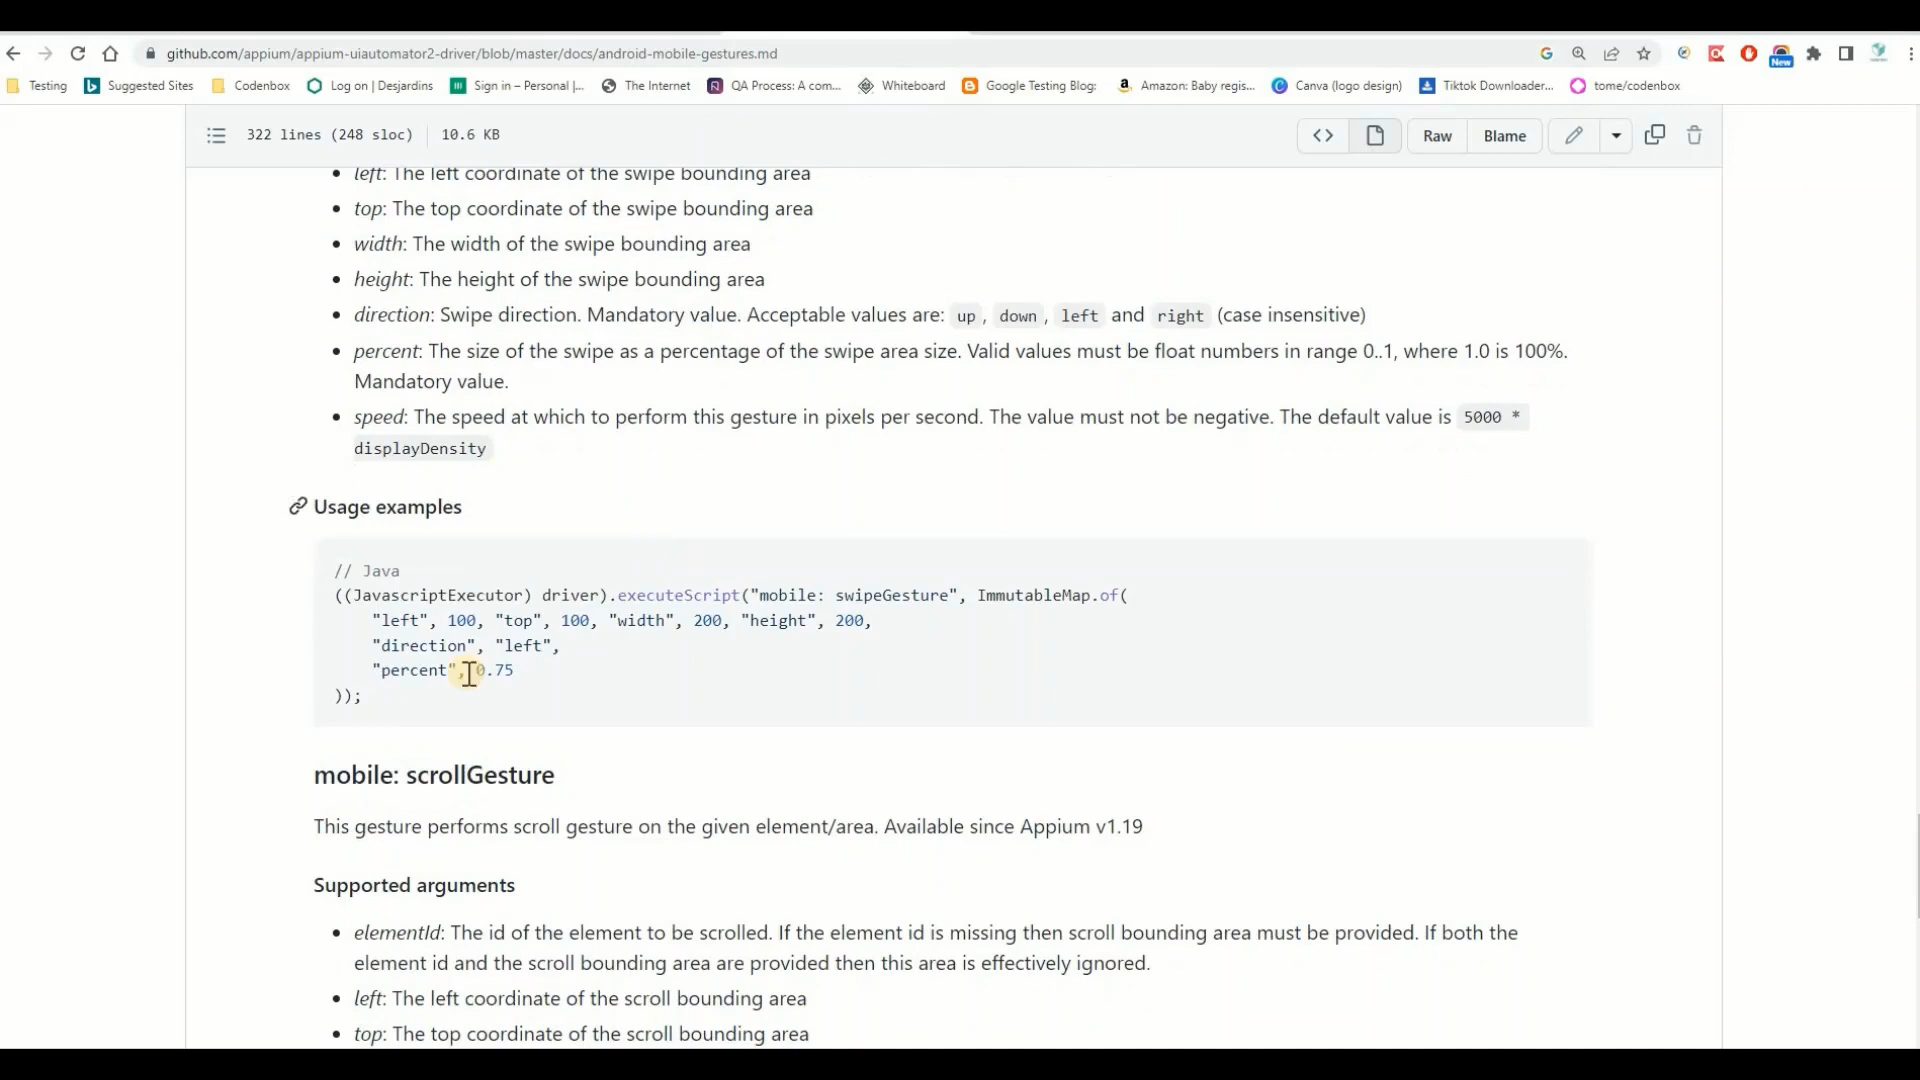 github.com/appium/appium-uiautomator2-driver/blob/master/docs/android-mobile-gestures.md
New
Testing Suggested Sites Codenbox Log on | Desjardins Sign in – Personal |... The Internet QA Process: A com... Whiteboard Google Testing Blog: Amazon: Baby regis... Canva (logo design) Tiktok Downloader... tome/codenbox
322 lines (248 sloc) 10.6 KB Raw Blame
left: The left coordinate of the swipe bounding area
top: The top coordinate of the swipe bounding area
width: The width of the swipe bounding area
height: The height of the swipe bounding area
direction: Swipe direction. Mandatory value. Acceptable values are: up, down, left and right (case insensitive)
percent: The size of the swipe as a percentage of the swipe area size. Valid values must be float numbers in range 0..1, where 1.0 is 100%.
Mandatory value.
speed: The speed at which to perform this gesture in pixels per second. The value must not be negative. The default value is 5000 *
displayDensity
Usage examples
// Java
((JavascriptExecutor) driver).executeScript("mobile: swipeGesture", ImmutableMap.of(
"left", 100, "top", 100, "width", 200, "height", 200,
"direction", "left",
"percent", 0.75
));
mobile: scrollGesture
This gesture performs scroll gesture on the given element/area. Available since Appium v1.19
Supported arguments
elementId: The id of the element to be scrolled. If the element id is missing then scroll bounding area must be provided. If both the
element id and the scroll bounding area are provided then this area is effectively ignored.
left: The left coordinate of the scroll bounding area
top: The top coordinate of the scroll bounding area